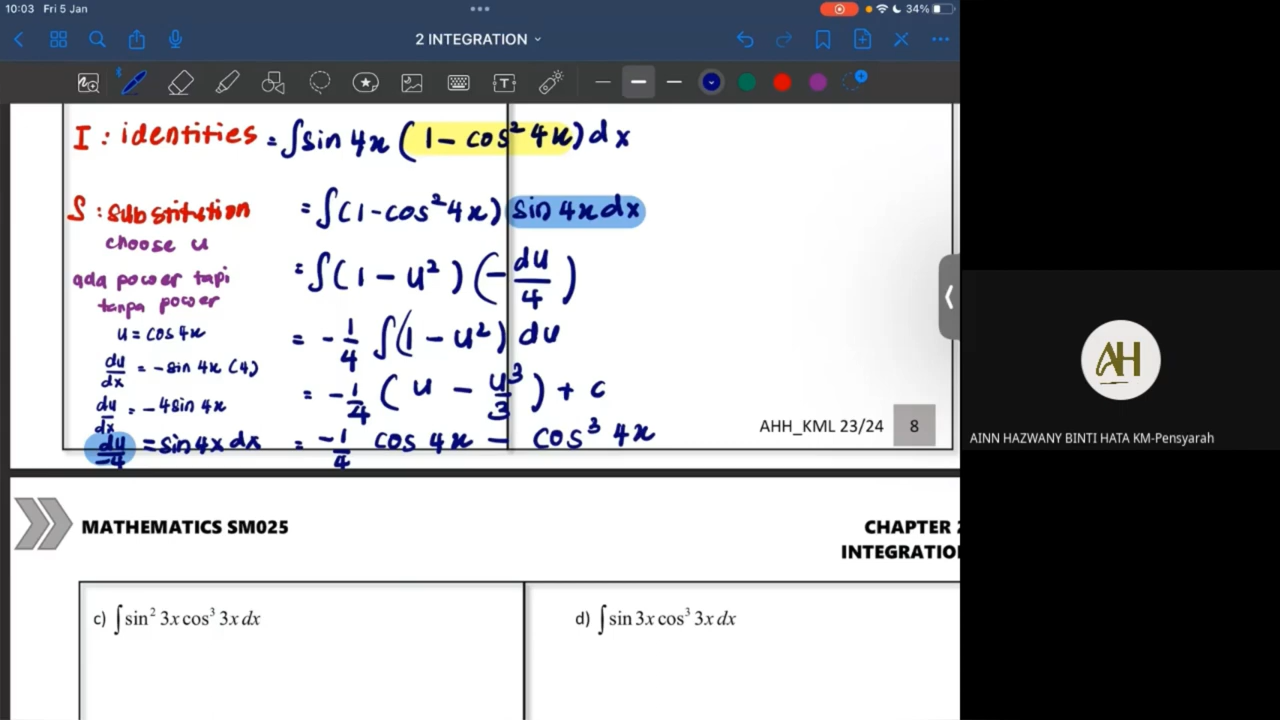 10:03 Fri 5 Jan
34%
2 INTEGRATION
I : identities = ∫ sin 4x (1 - cos² 4x) dx
S : substitution = ∫ (1 - cos² 4x) sin 4x dx
choose u
= ∫ (1 - u²) (- du/4)
ada power tapi
tanpa power
u = cos 4x = -1/4 ∫ (1 - u²) du
du/dx = -sin 4x (4)
= -1/4 (u - u³/3) + c
du/dx = -4 sin 4x
du/-4 = sin 4x dx = -1/4 cos 4x - cos³ 4x
AHH_KML 23/24 8
AH
AINN HAZWANY BINTI HATA KM-Pensyarah
MATHEMATICS SM025
CHAPTER 2
INTEGRATION
c) ∫ sin² 3x cos³ 3x dx
d) ∫ sin 3x cos³ 3x dx